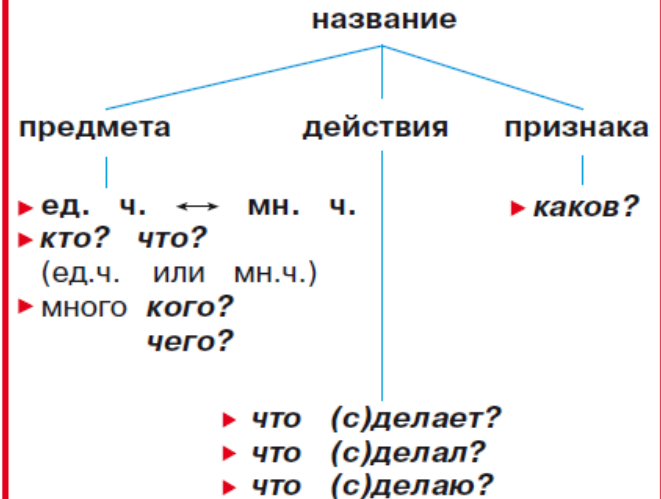 название
предмета действия признака
► ед. ч. ↔ мн. ч. ► каков?
► кто? что?
(ед.ч. или мн.ч.)
► много кого?
чего?
► что (с)делает?
► что (с)делал?
► что (с)делаю?